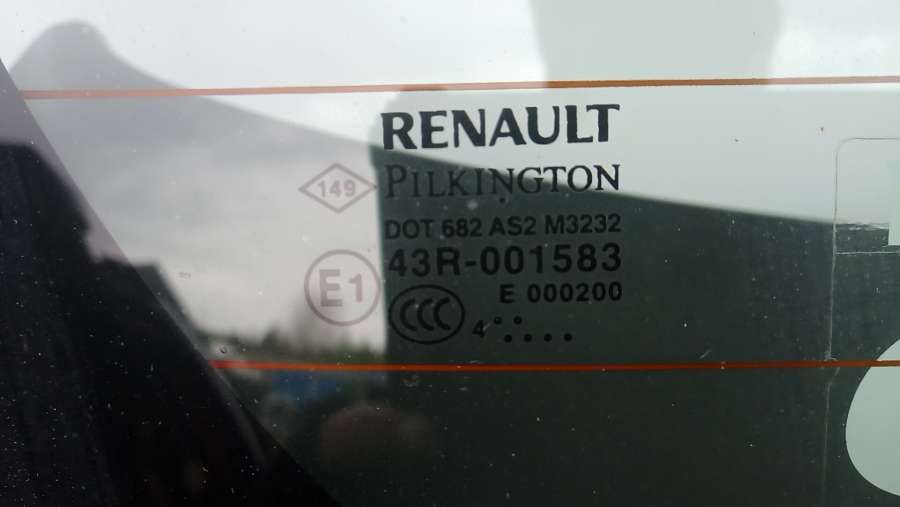 RENAULT
149 PILKINGTON
DOT 682 AS2 M3232
43R-001583
E1
E 000200
CCC
4